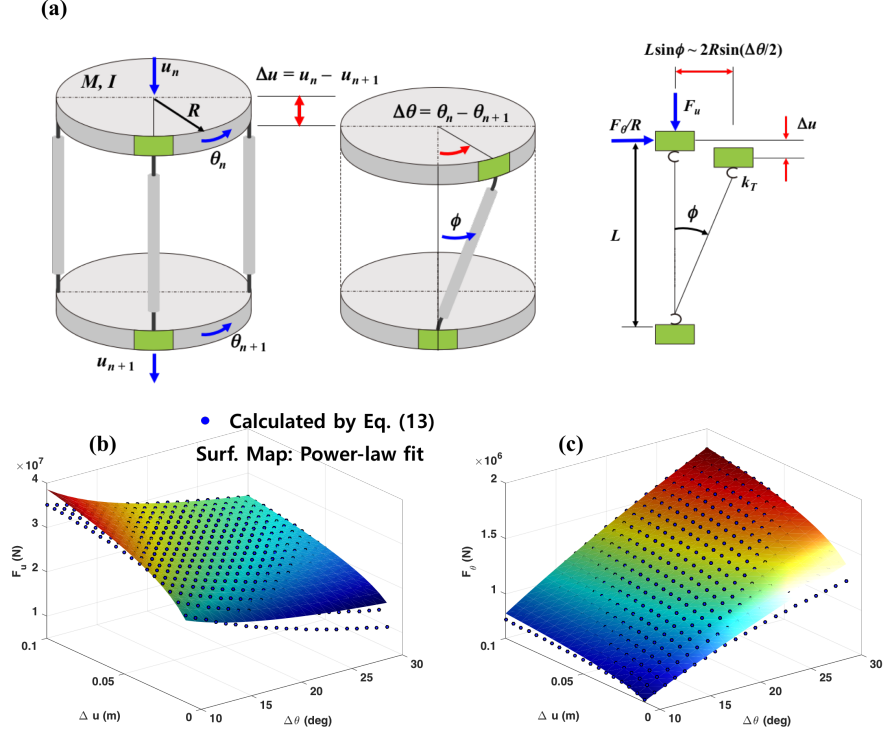 (a)
L sinϕ ~ 2R sin(Δθ/2)
u_n
M, I
Δu = u_n − u_{n+1}
R
θ_n
Δθ = θ_n − θ_{n+1}
F_u
F_θ/R
Δu
k_T
ϕ
ϕ
L
θ_{n+1}
u_{n+1}
Calculated by Eq. (13)
Surf. Map: Power-law fit
(b)
×10^7
4
3
2
1
F_u (N)
0.1
0.05
0
Δ u (m)
10
15
20
25
30
Δθ (deg)
(c)
×10^6
2
1.5
1
F_θ (N)
0.1
0.05
0
Δ u (m)
10
15
20
25
30
Δθ (deg)